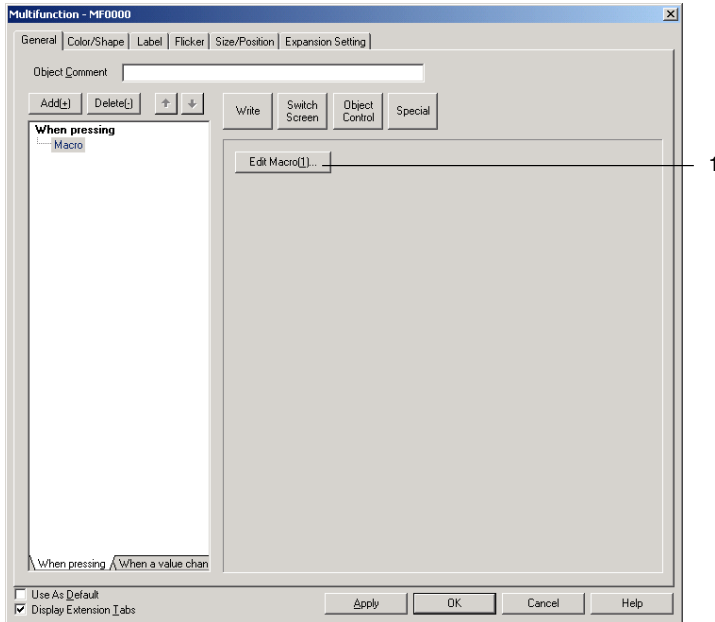 Multifunction - MF0000
General Color/Shape Label Flicker Size/Position Expansion Setting
Object Comment
Add(+) Delete(-) Write Switch Screen Object Control Special
When pressing
Macro
Edit Macro(1)...
1
When pressing When a value chan
Use As Default
Display Extension Tabs
Apply OK Cancel Help